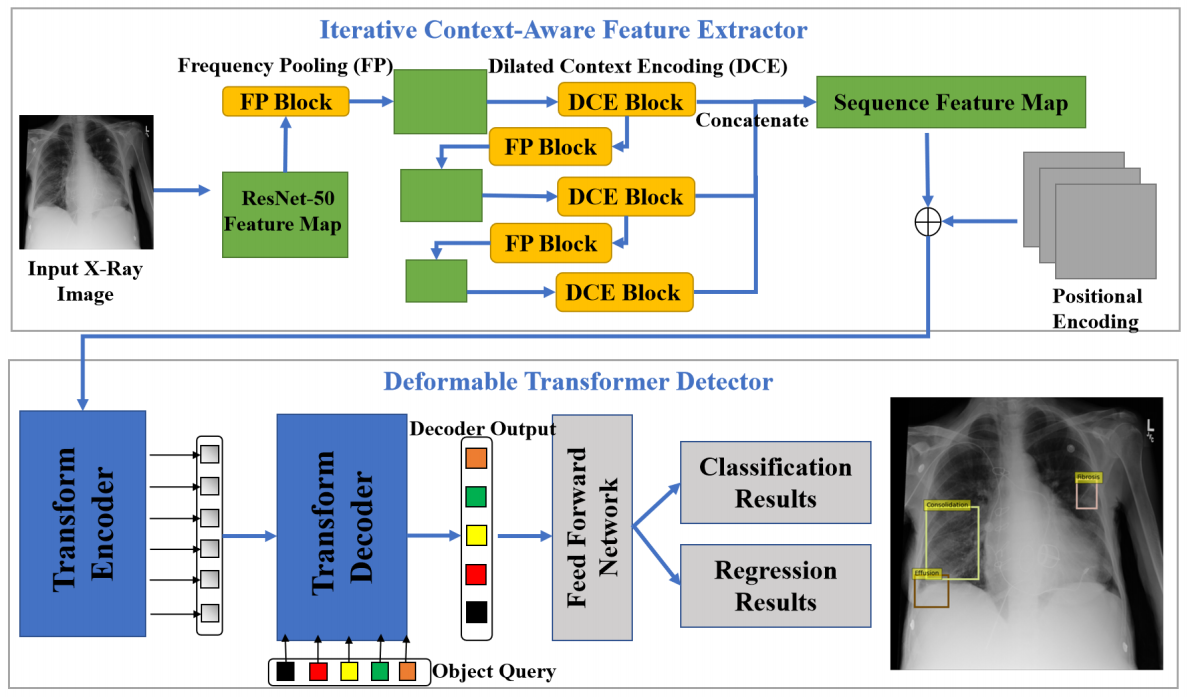 Iterative Context-Aware Feature Extractor
Frequency Pooling (FP)
Dilated Context Encoding (DCE)
FP Block
DCE Block
Concatenate
Sequence Feature Map
L
FP Block
ResNet-50
Feature Map
DCE Block
FP Block
DCE Block
Input X-Ray
Image
Positional
Encoding
Deformable Transformer Detector
Transform
Encoder
Transform
Decoder
Decoder Output
Feed Forward
Network
Classification
Results
Regression
Results
Object Query
L
Fibrosis
Consolidation
Effusion